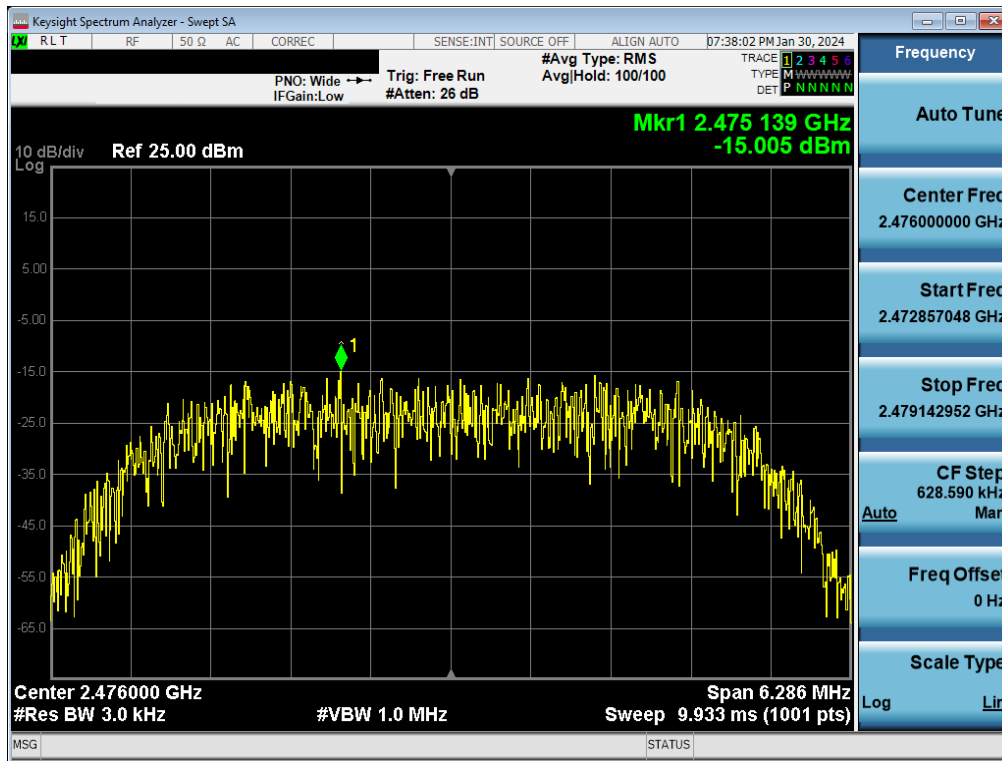 Keysight Spectrum Analyzer - Swept SA
LXI RLT RF 50 Ω AC CORREC SENSE:INT SOURCE OFF ALIGN AUTO 07:38:02 PM Jan 30, 2024
PNO: Wide
IFGain:Low
Trig: Free Run
#Atten: 26 dB
#Avg Type: RMS
Avg|Hold: 100/100
TRACE 1 2 3 4 5 6
TYPE M WWWWW
DET P N N N N N
Mkr1 2.475 139 GHz
-15.005 dBm
10 dB/div Ref 25.00 dBm
Log
15.0
5.00
-5.00
-15.0
-25.0
-35.0
-45.0
-55.0
-65.0
1
Center 2.476000 GHz Span 6.286 MHz
#Res BW 3.0 kHz #VBW 1.0 MHz Sweep 9.933 ms (1001 pts)
MSG STATUS
Frequency
Auto Tune
Center Freq
2.476000000 GHz
Start Freq
2.472857048 GHz
Stop Freq
2.479142952 GHz
CF Step
628.590 kHz
Auto Man
Freq Offset
0 Hz
Scale Type
Log Lin